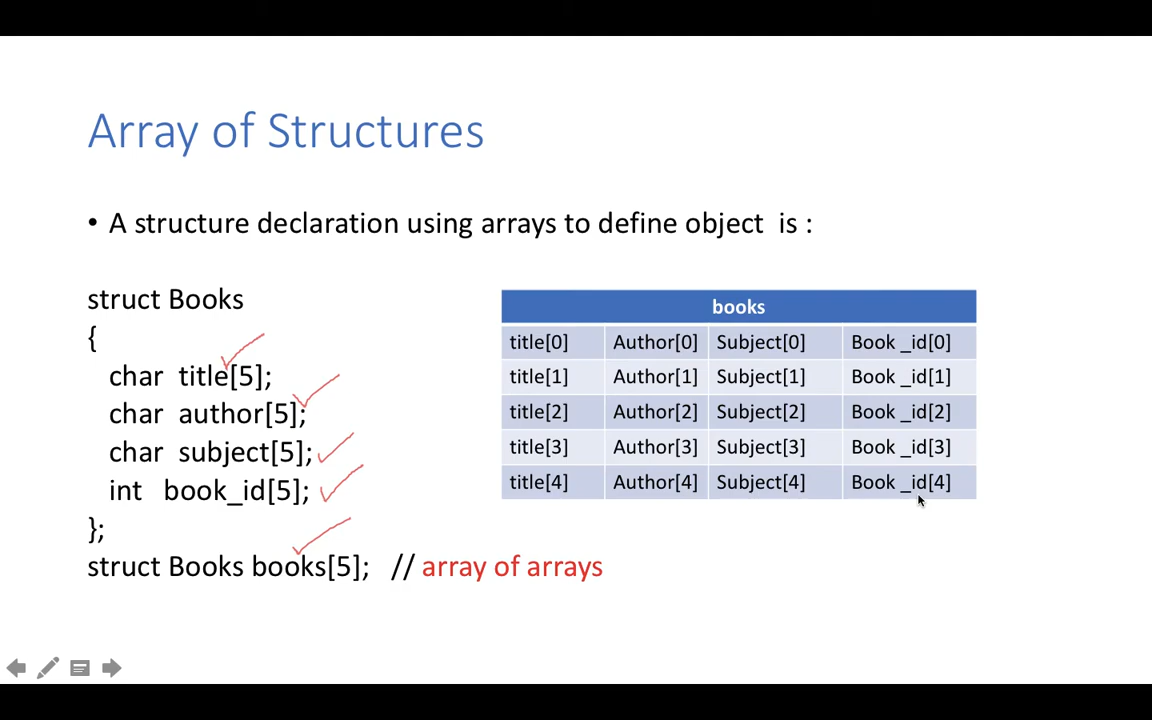 Array of Structures
• A structure declaration using arrays to define object  is :
struct Books
{
char  title[5];
char  author[5];
char  subject[5];
int   book_id[5];
};
struct Books books[5];   // array of arrays
books
title[0] Author[0] Subject[0] Book _id[0]
title[1] Author[1] Subject[1] Book _id[1]
title[2] Author[2] Subject[2] Book _id[2]
title[3] Author[3] Subject[3] Book _id[3]
title[4] Author[4] Subject[4] Book _id[4]